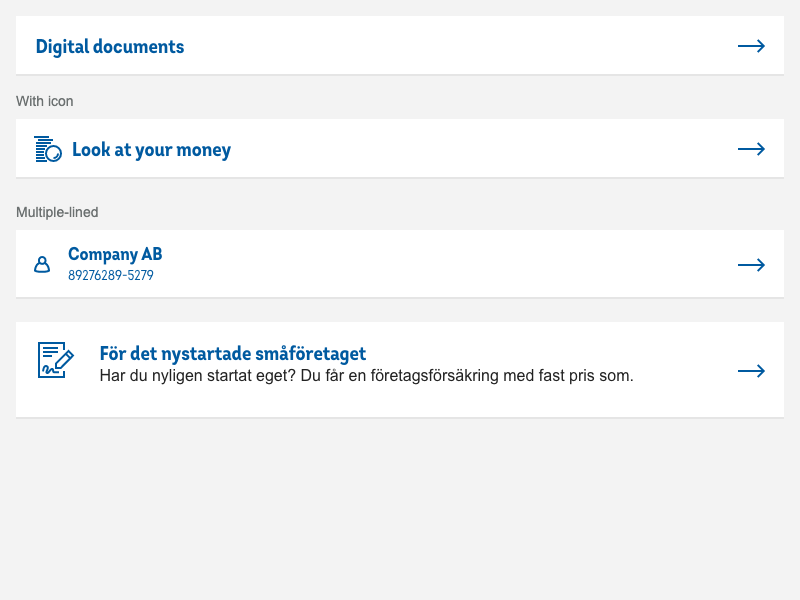 Digital documents
With icon
Look at your money
Multiple-lined
Company AB
89276289-5279
För det nystartade småföretaget
Har du nyligen startat eget? Du får en företagsförsäkring med fast pris som.